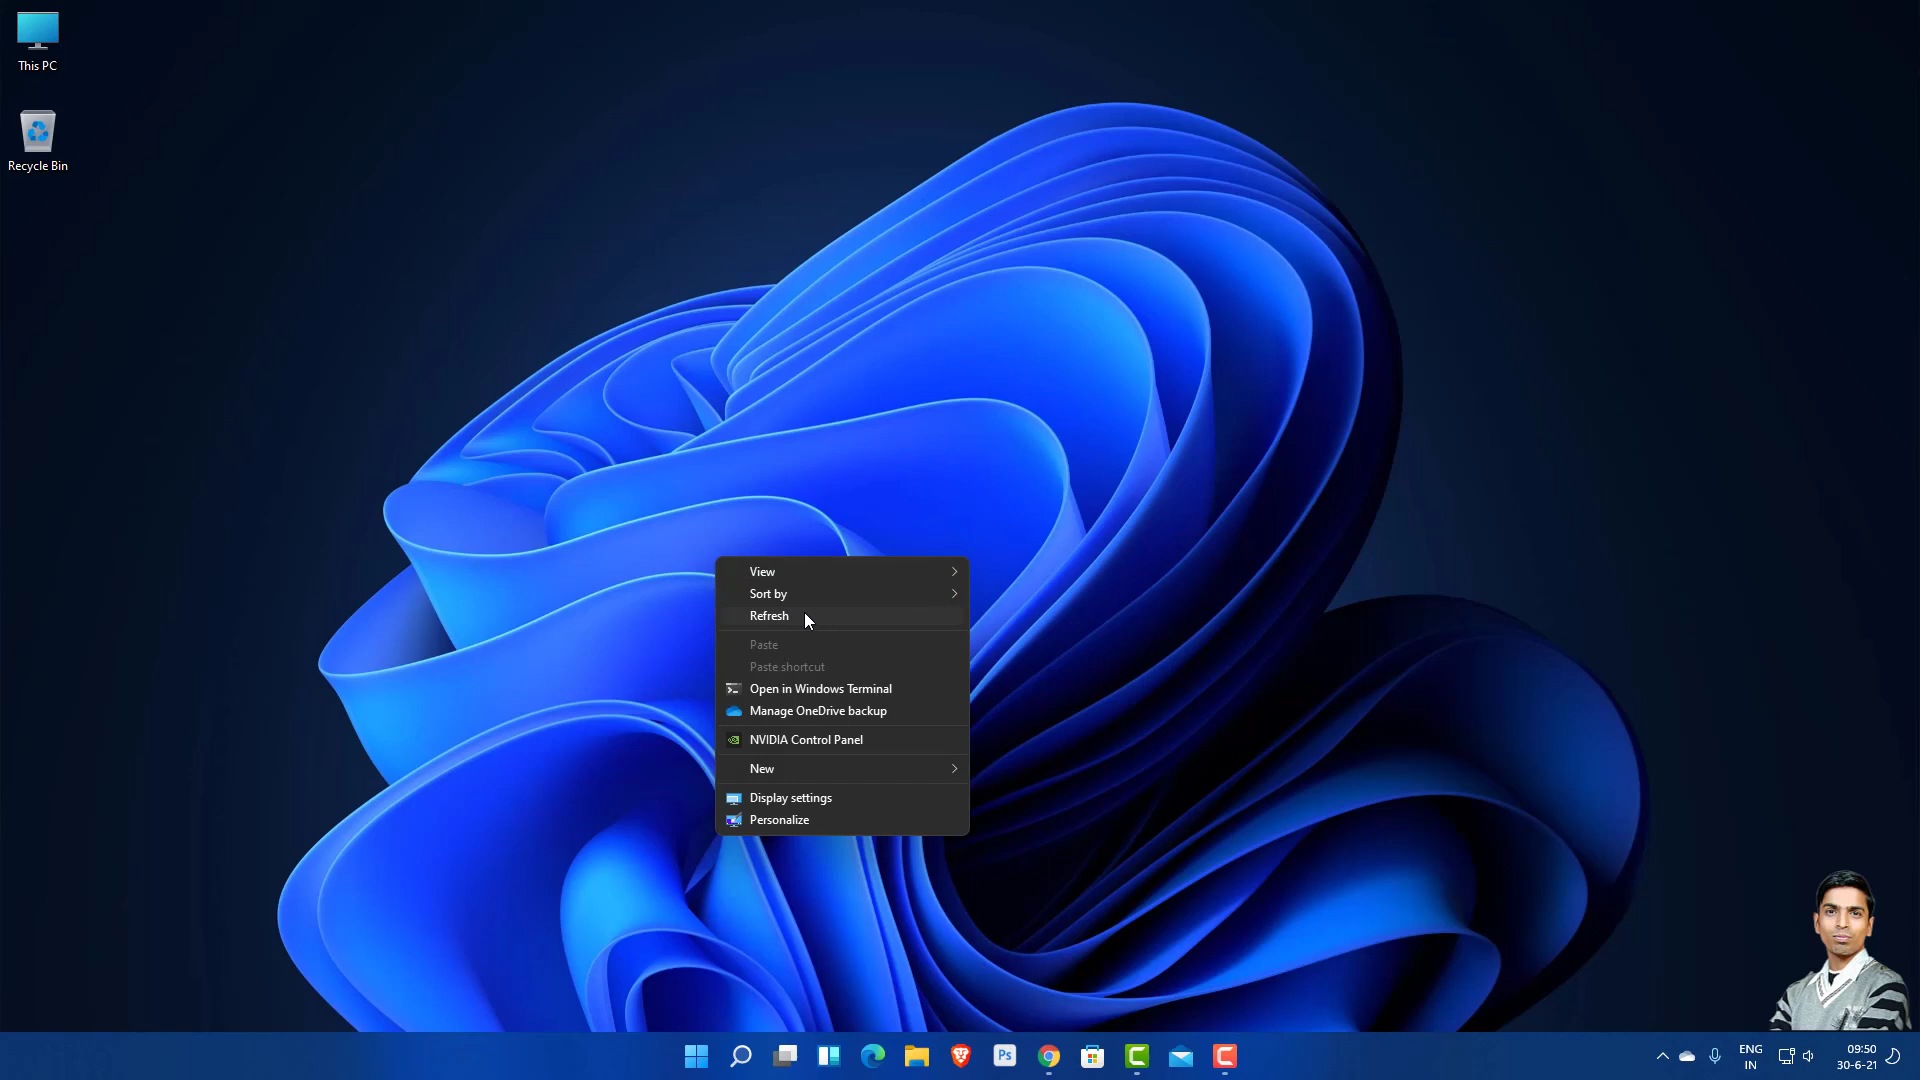 This PC
Recycle Bin
View
Sort by
Refresh
Paste
Paste shortcut
Open in Windows Terminal
Manage OneDrive backup
NVIDIA Control Panel
New
Display settings
Personalize
Ps
ENG
IN
09:50
30-6-21